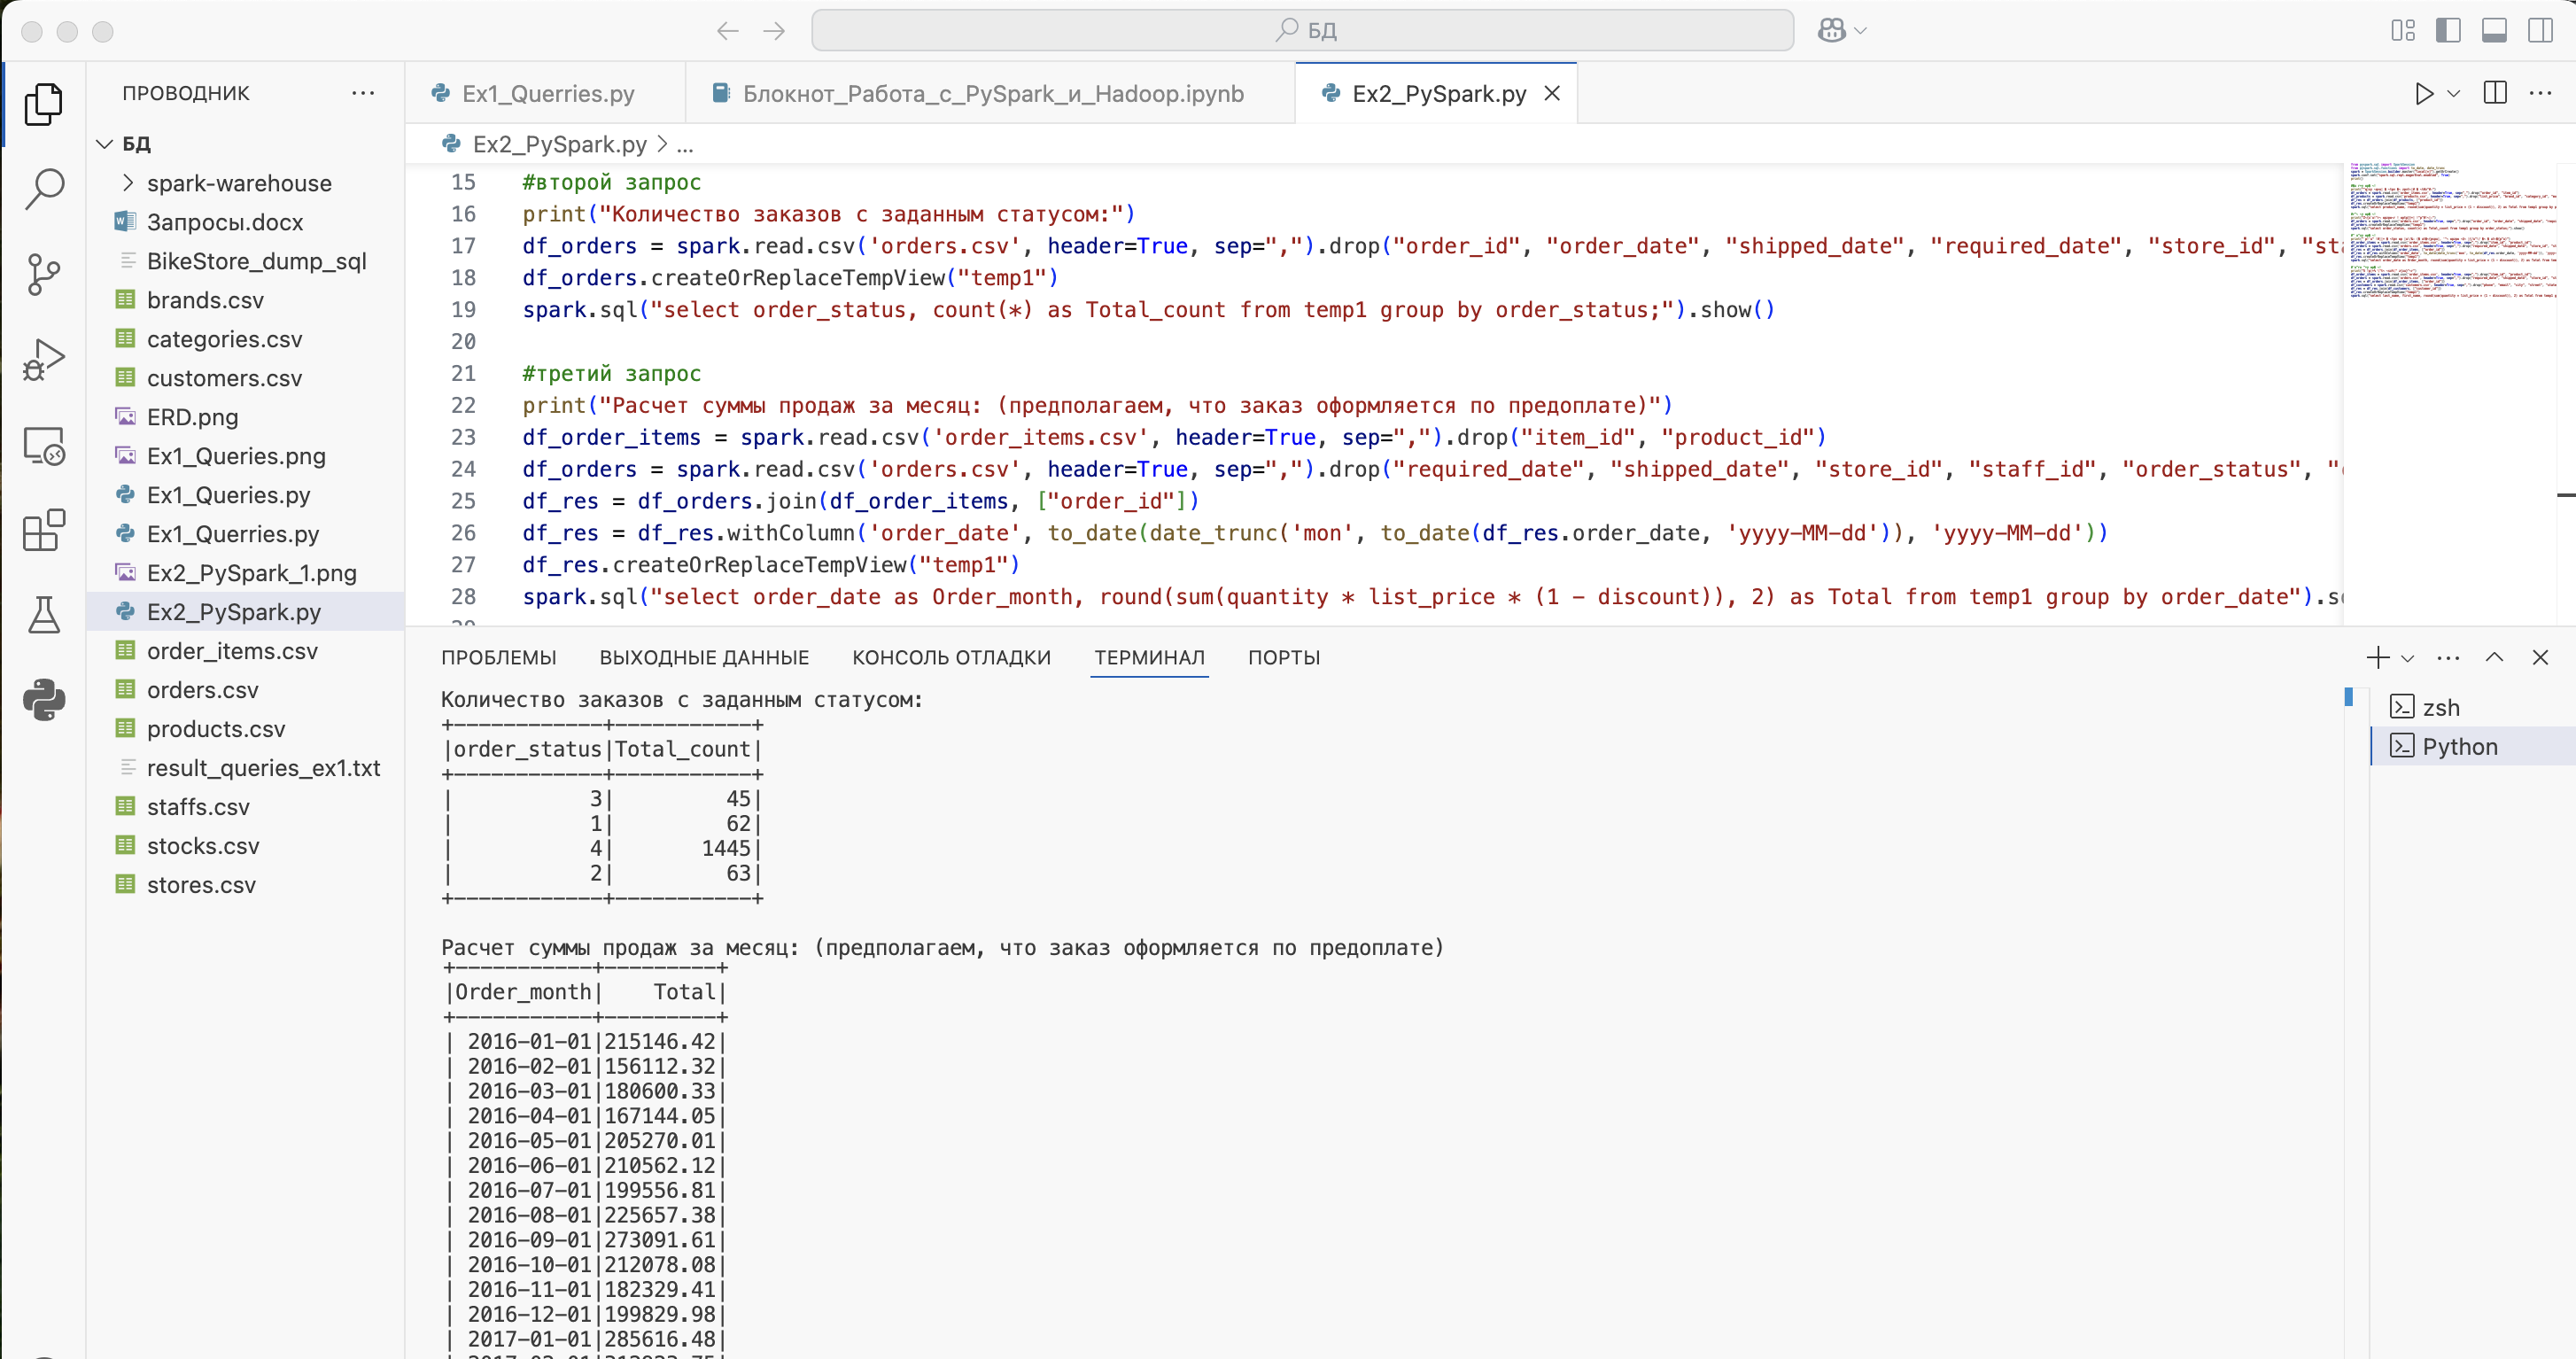 БД
ПРОВОДНИК
БД
spark-warehouse
Запросы.docx
BikeStore_dump_sql
brands.csv
categories.csv
customers.csv
ERD.png
Ex1_Queries.png
Ex1_Queries.py
Ex1_Querries.py
Ex2_PySpark_1.png
Ex2_PySpark.py
order_items.csv
orders.csv
products.csv
result_queries_ex1.txt
staffs.csv
stocks.csv
stores.csv
Ex1_Querries.py Блокнот_Работа_с_PySpark_и_Hadoop.ipynb Ex2_PySpark.py
Ex2_PySpark.py > ...
15 #второй запрос
16 print("Количество заказов с заданным статусом:")
17 df_orders = spark.read.csv('orders.csv', header=True, sep=",").drop("order_id", "order_date", "shipped_date", "required_date", "store_id", "sta
18 df_orders.createOrReplaceTempView("temp1")
19 spark.sql("select order_status, count(*) as Total_count from temp1 group by order_status;").show()
20
21 #третий запрос
22 print("Расчет суммы продаж за месяц: (предполагаем, что заказ оформляется по предоплате)")
23 df_order_items = spark.read.csv('order_items.csv', header=True, sep=",").drop("item_id", "product_id")
24 df_orders = spark.read.csv('orders.csv', header=True, sep=",").drop("required_date", "shipped_date", "store_id", "staff_id", "order_status", "
25 df_res = df_orders.join(df_order_items, ["order_id"])
26 df_res = df_res.withColumn('order_date', to_date(date_trunc('mon', to_date(df_res.order_date, 'yyyy-MM-dd')), 'yyyy-MM-dd'))
27 df_res.createOrReplaceTempView("temp1")
28 spark.sql("select order_date as Order_month, round(sum(quantity * list_price * (1 - discount)), 2) as Total from temp1 group by order_date").so
ПРОБЛЕМЫ ВЫХОДНЫЕ ДАННЫЕ КОНСОЛЬ ОТЛАДКИ ТЕРМИНАЛ ПОРТЫ
Количество заказов с заданным статусом:
+------------+-----------+
|order_status|Total_count|
+------------+-----------+
|           3|         45|
|           1|         62|
|           4|       1445|
|           2|         63|
+------------+-----------+
Расчет суммы продаж за месяц: (предполагаем, что заказ оформляется по предоплате)
+-----------+---------+
|Order_month|    Total|
+-----------+---------+
| 2016-01-01|215146.42|
| 2016-02-01|156112.32|
| 2016-03-01|180600.33|
| 2016-04-01|167144.05|
| 2016-05-01|205270.01|
| 2016-06-01|210562.12|
| 2016-07-01|199556.81|
| 2016-08-01|225657.38|
| 2016-09-01|273091.61|
| 2016-10-01|212078.08|
| 2016-11-01|182329.41|
| 2016-12-01|199829.98|
| 2017-01-01|285616.48|
zsh
Python